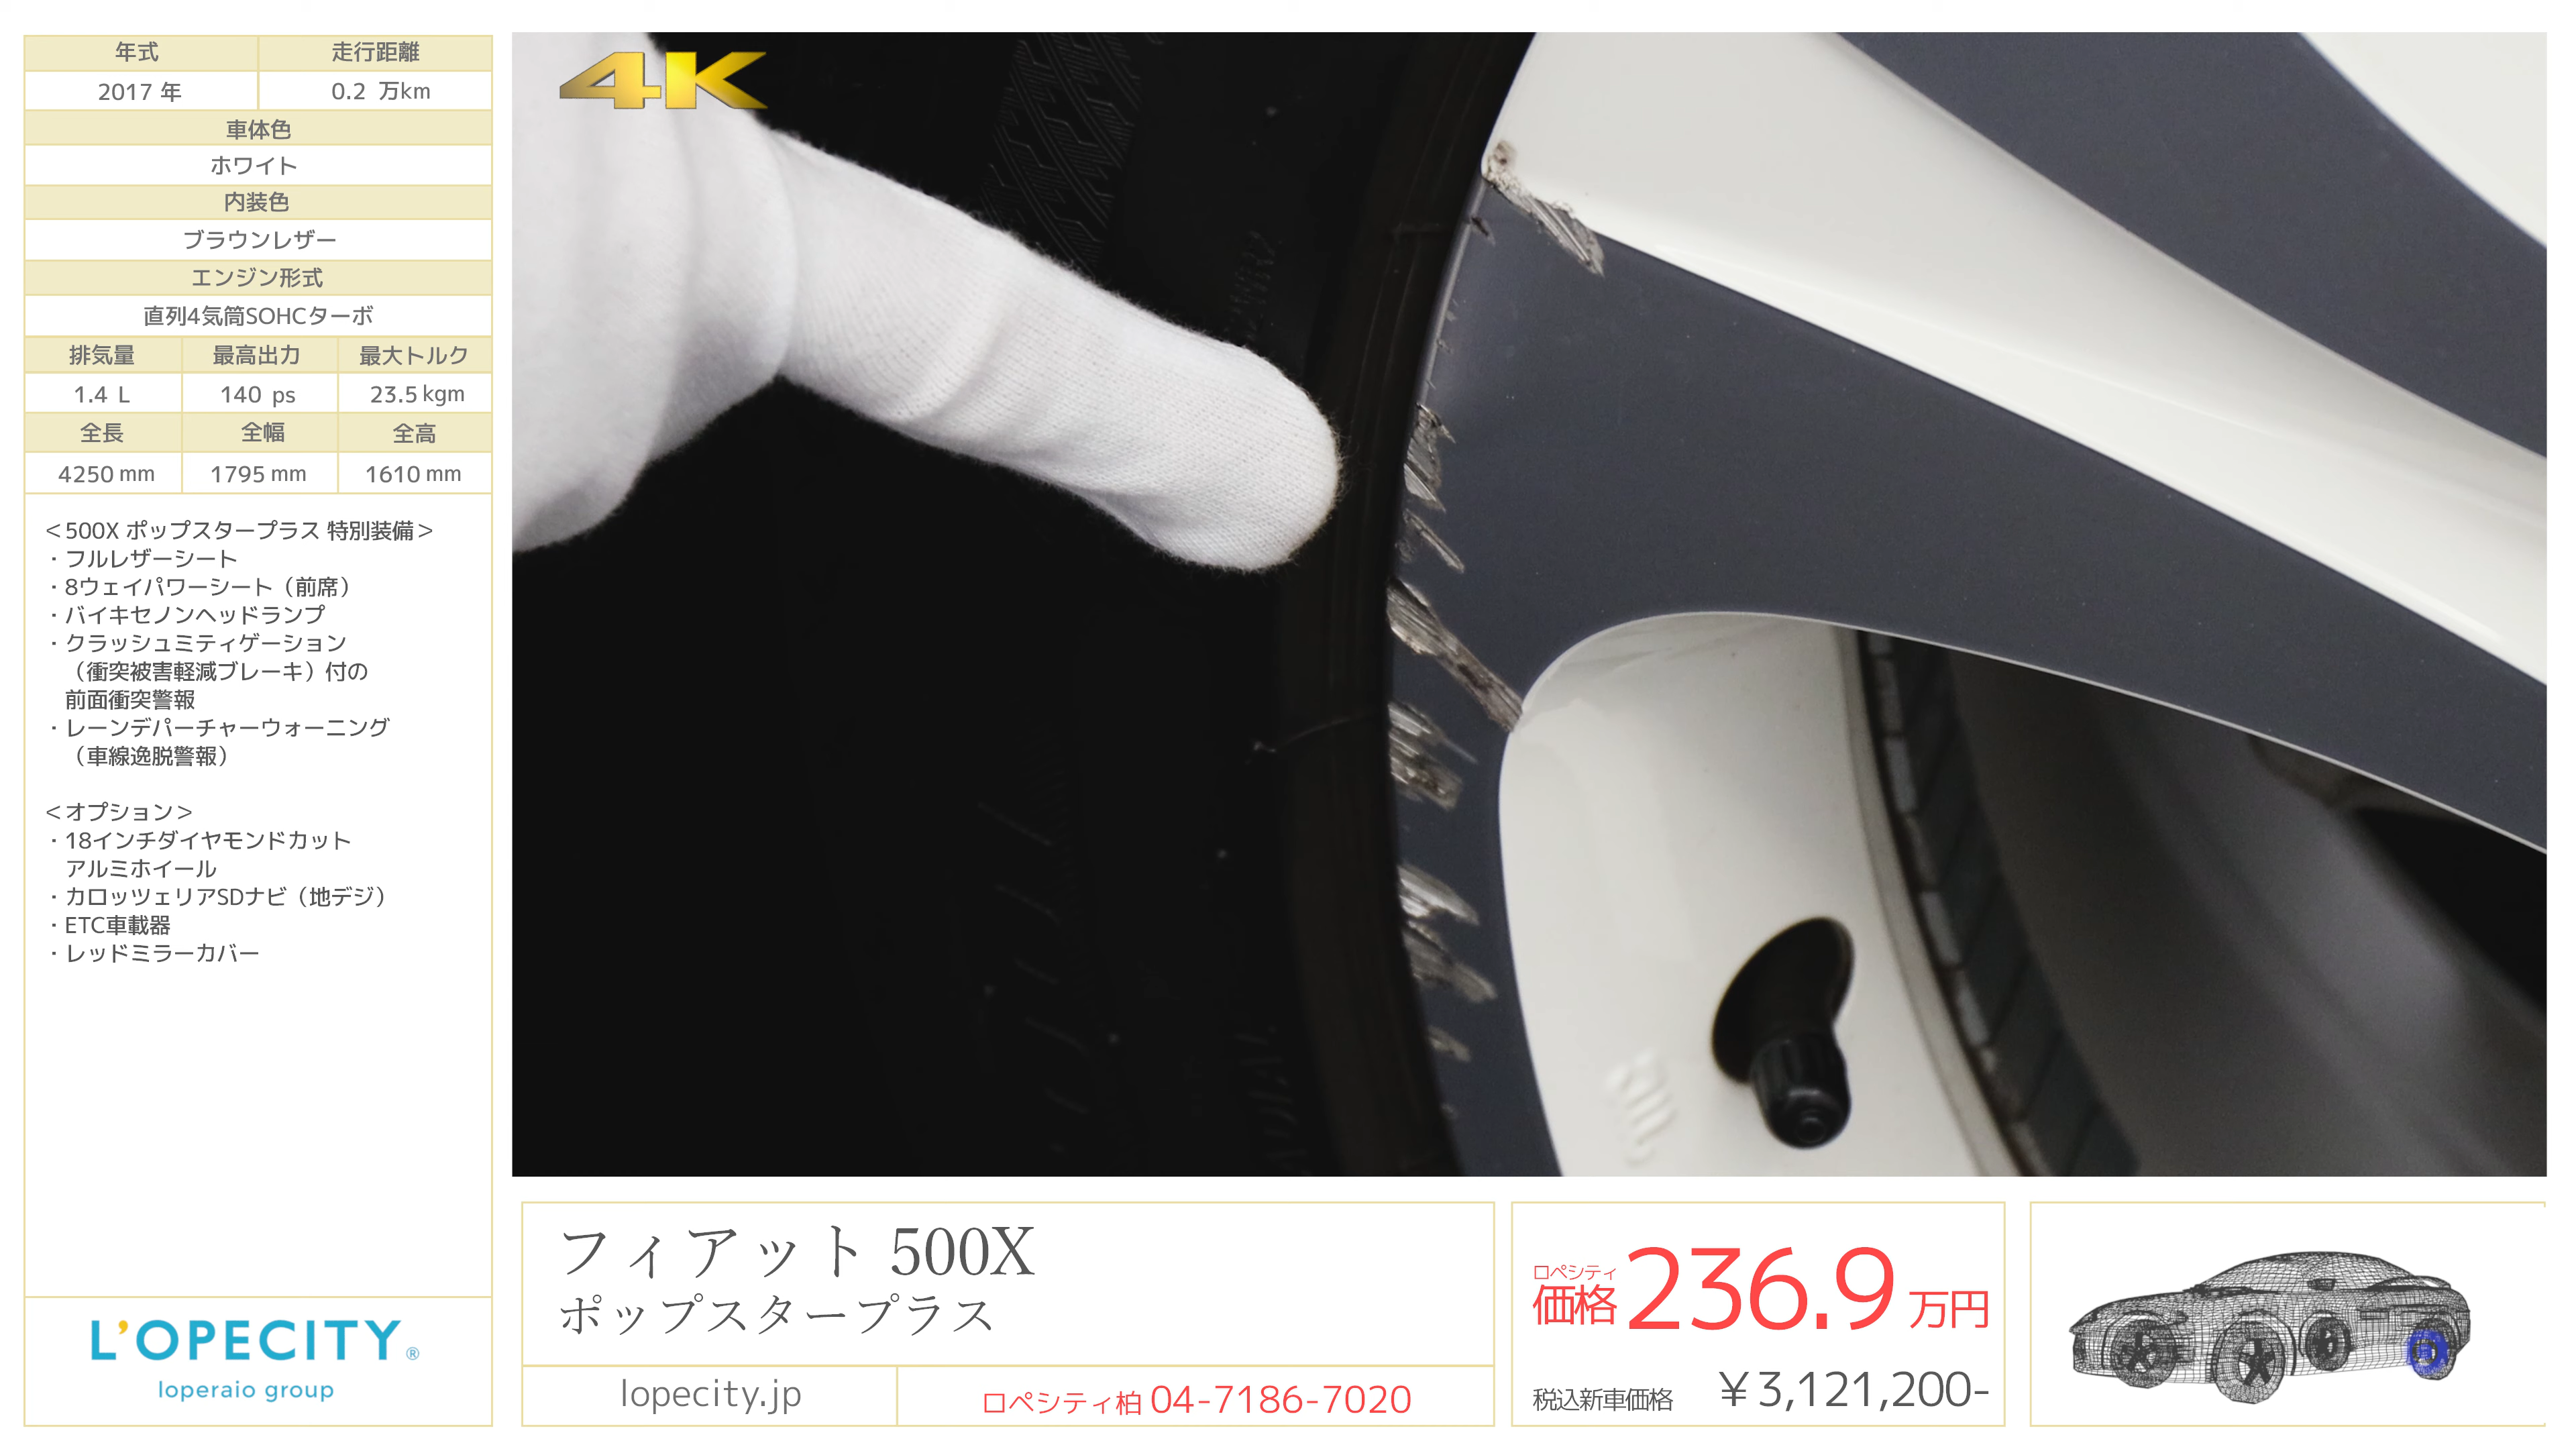 年式 走行距離
2017 年 0.2 万km
車体色
ホワイト
内装色
ブラウンレザー
エンジン形式
直列4気筒SOHCターボ
排気量 最高出力 最大トルク
1.4 L 140 ps 23.5 kgm
全長 全幅 全高
4250 mm 1795 mm 1610 mm
＜500X ポップスタープラス 特別装備＞
・フルレザーシート
・8ウェイパワーシート（前席）
・バイキセノンヘッドランプ
・クラッシュミティゲーション
（衝突被害軽減ブレーキ）付の
前面衝突警報
・レーンデパーチャーウォーニング
（車線逸脱警報）
＜オプション＞
・18インチダイヤモンドカット
アルミホイール
・カロッツェリアSDナビ（地デジ）
・ETC車載器
・レッドミラーカバー
L'OPECITY®
loperaio group
4K
フィアット 500X
ポップスタープラス
lopecity.jp
ロペシティ柏 04-7186-7020
ロペシティ
価格 236.9 万円
税込新車価格 ￥3,121,200-